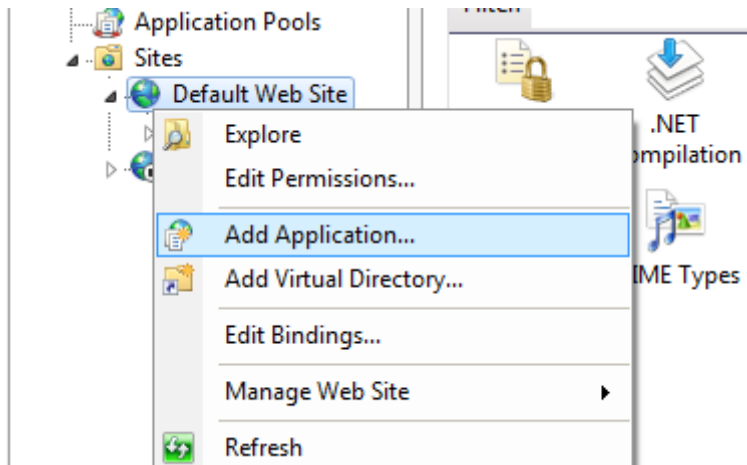 Application Pools
Sites
Default Web Site
Explore
Edit Permissions...
Add Application...
Add Virtual Directory...
Edit Bindings...
Manage Web Site
Refresh
.NET
ompilation
IME Types